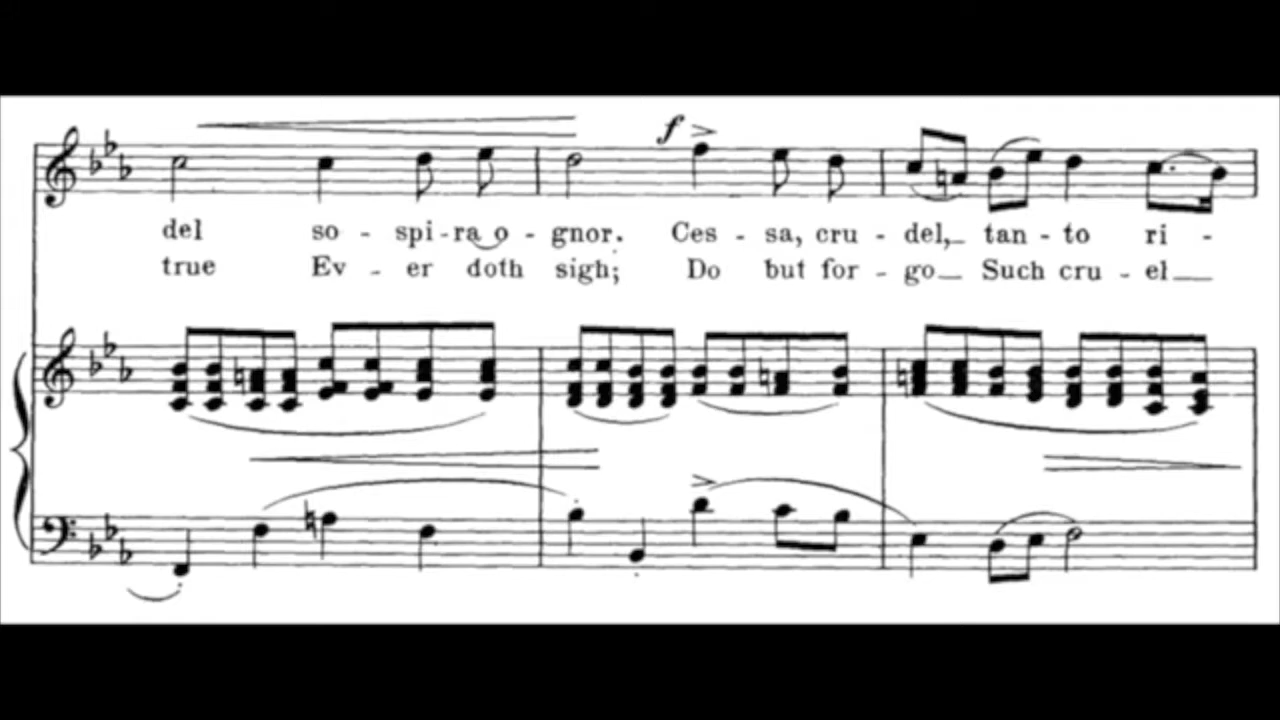 f
del so - spi - ra o - gnor. Ces - sa, cru - del, tan - to ri -
true Ev - er doth sigh; Do but for - go Such cru - el